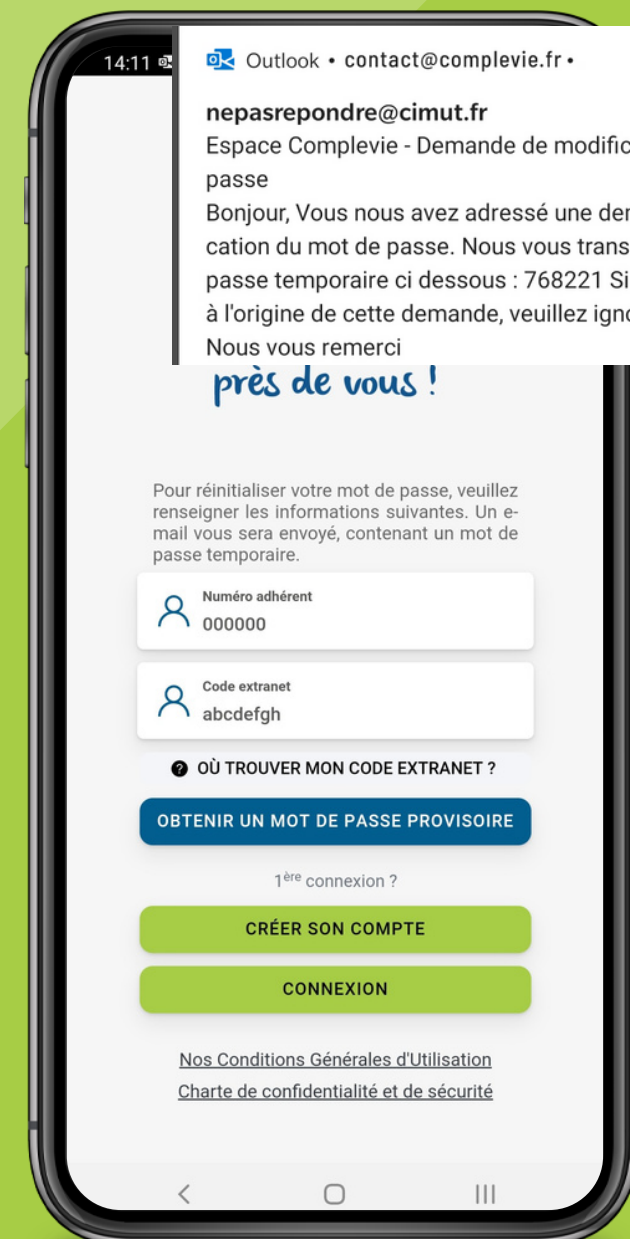 14:11
Outlook • contact@complevie.fr •
nepasrepondre@cimut.fr
Espace Complevie - Demande de modific
passe
Bonjour, Vous nous avez adressé une der
cation du mot de passe. Nous vous trans
passe temporaire ci dessous : 768221 Si
à l'origine de cette demande, veuillez igno
Nous vous remerci
près de vous !
Pour réinitialiser votre mot de passe, veuillez
renseigner les informations suivantes. Un e-
mail vous sera envoyé, contenant un mot de
passe temporaire.
Numéro adhérent
000000
Code extranet
abcdefgh
OÙ TROUVER MON CODE EXTRANET ?
OBTENIR UN MOT DE PASSE PROVISOIRE
1ère connexion ?
CRÉER SON COMPTE
CONNEXION
Nos Conditions Générales d'Utilisation
Charte de confidentialité et de sécurité